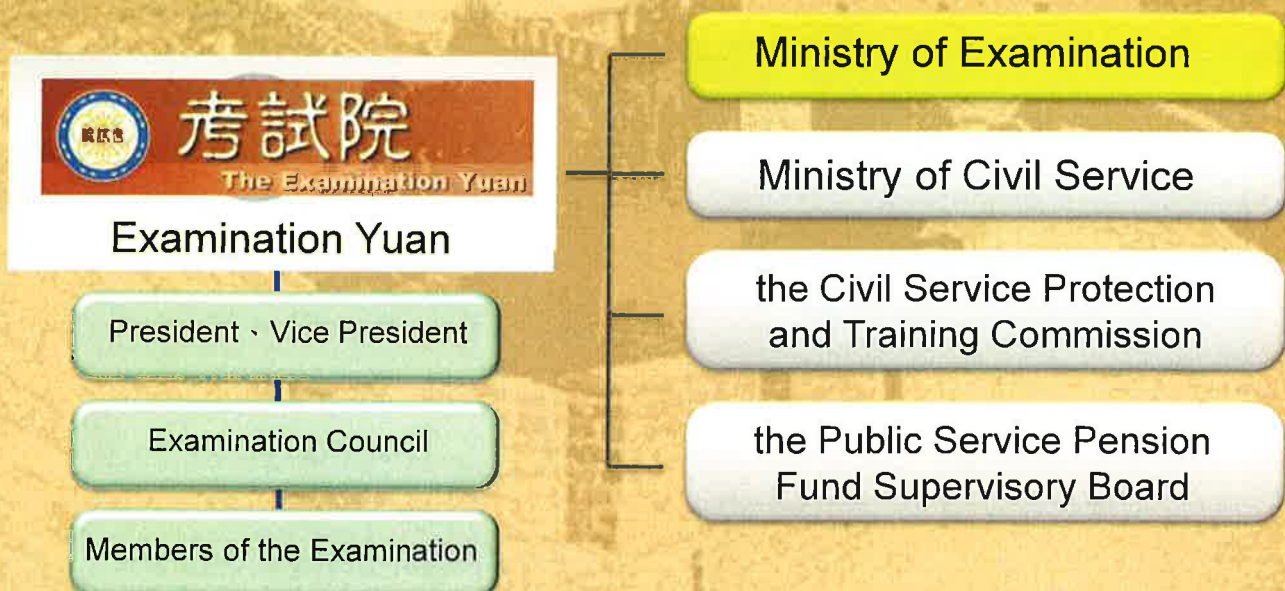 考試院
The Examination Yuan
Examination Yuan
President、Vice President
Examination Council
Members of the Examination
Ministry of Examination
Ministry of Civil Service
the Civil Service Protection
and Training Commission
the Public Service Pension
Fund Supervisory Board